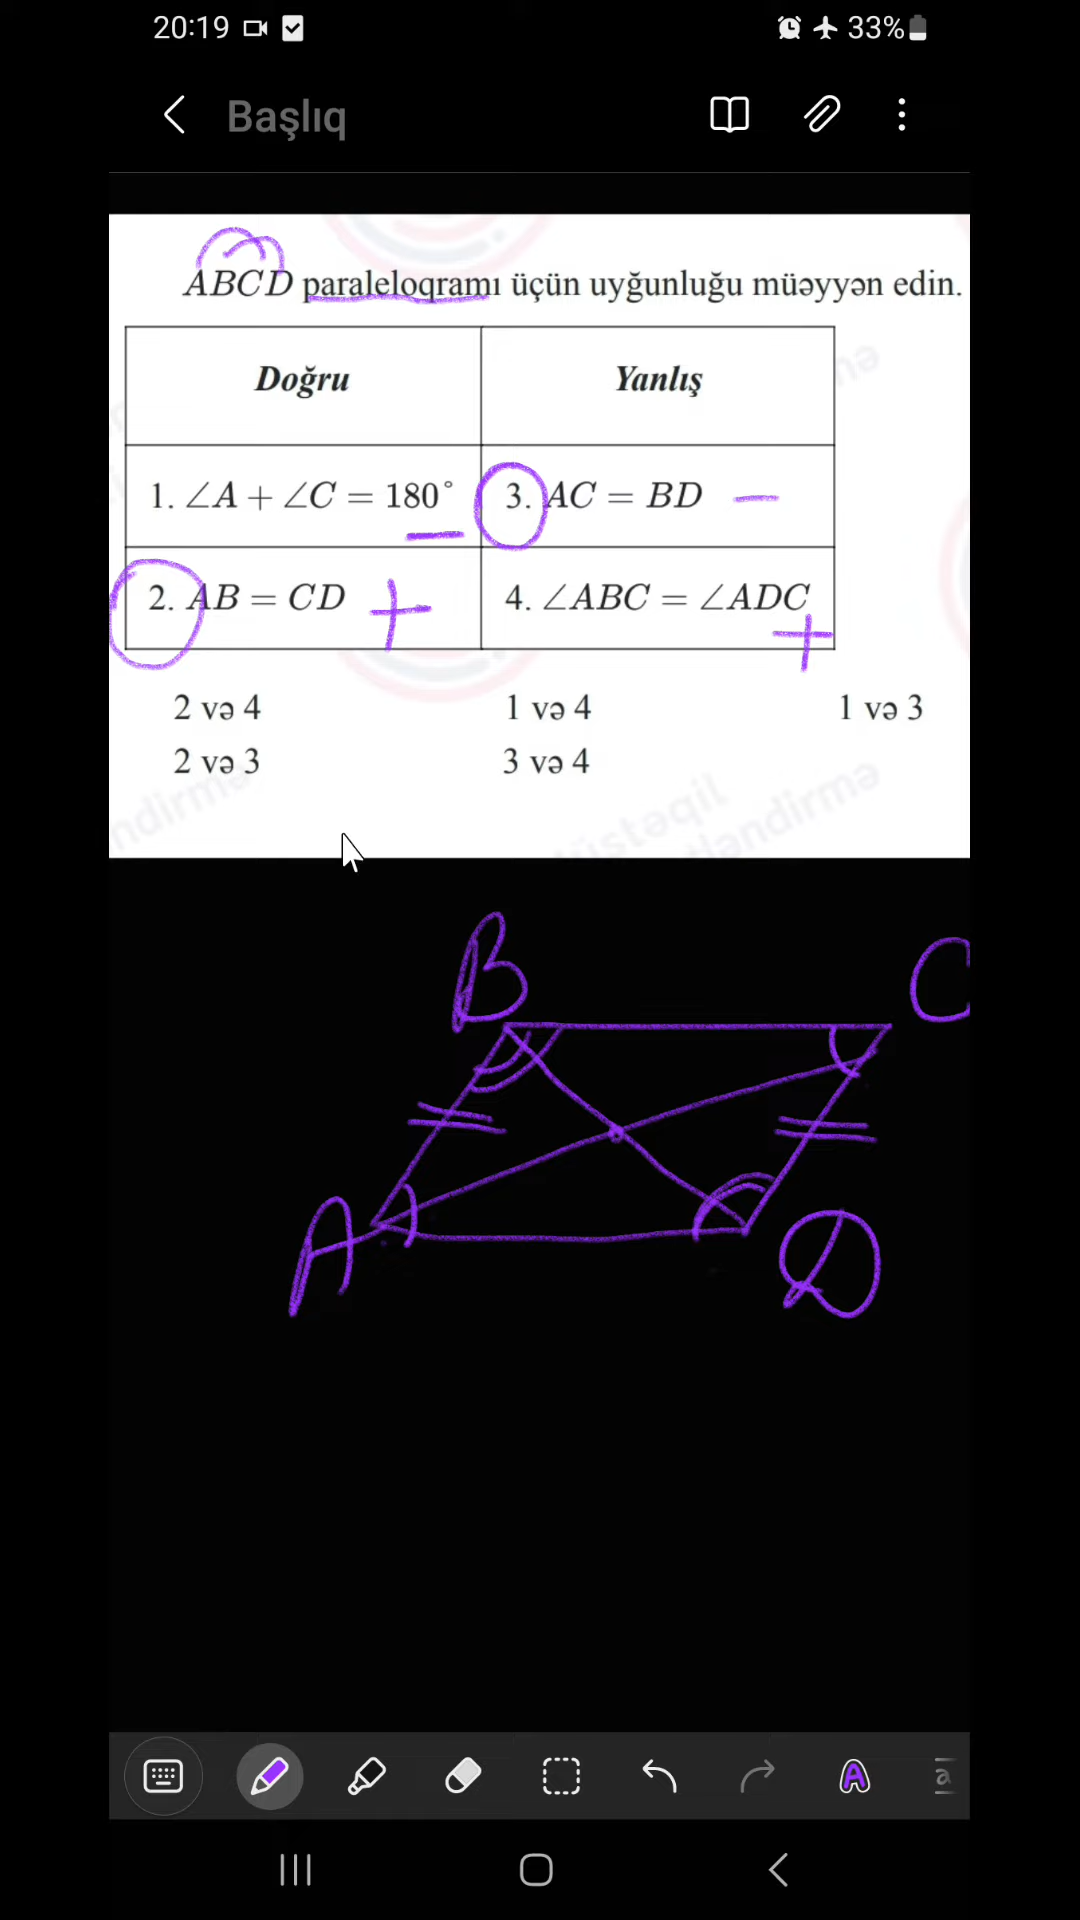 20:19 33%
Başlıq
ABCD paraleloqramı üçün uyğunluğu müəyyən edin.
Doğru Yanlış
1. ∠A + ∠C = 180° − 3. AC = BD −
2. AB = CD + 4. ∠ABC = ∠ADC +
2 və 4 1 və 4 1 və 3
2 və 3 3 və 4
B C
A D
A a